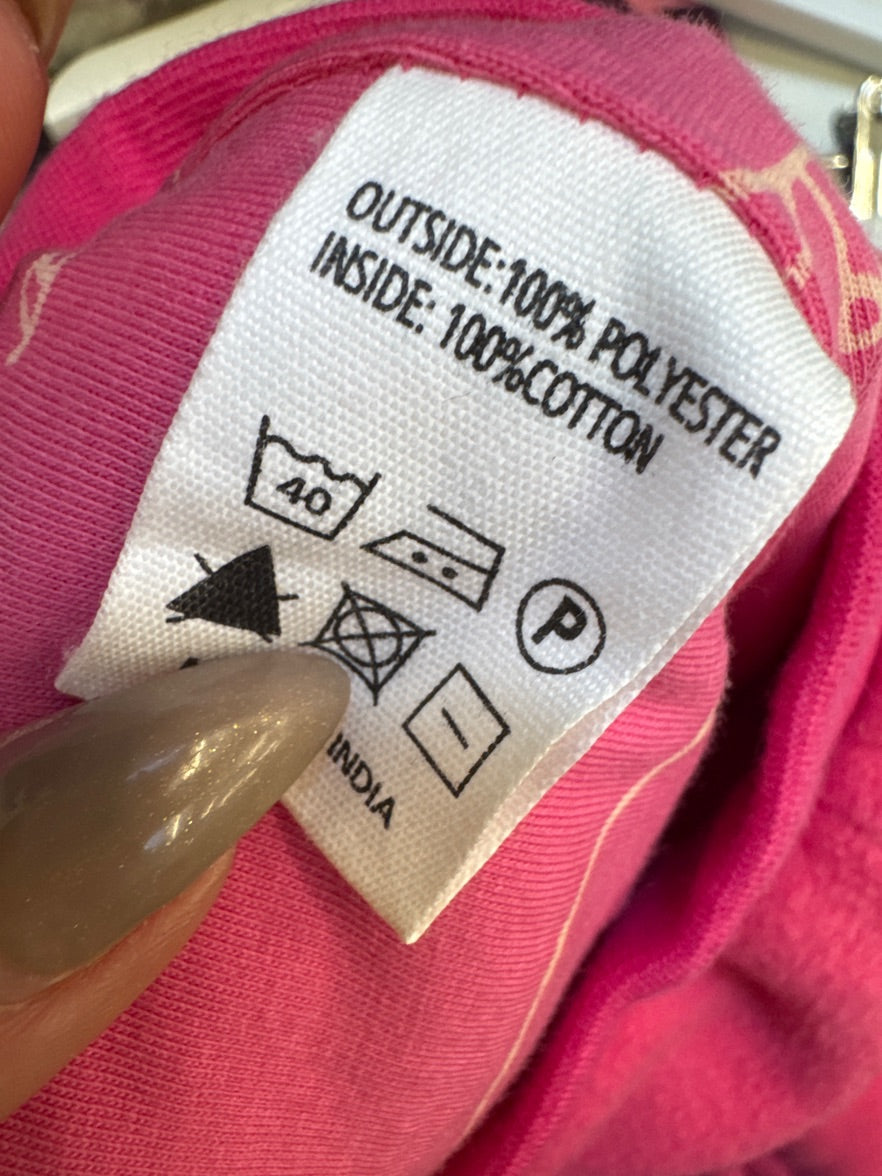 OUTSIDE:100% POLYESTER
INSIDE: 100%COTTON
40
P
INDIA